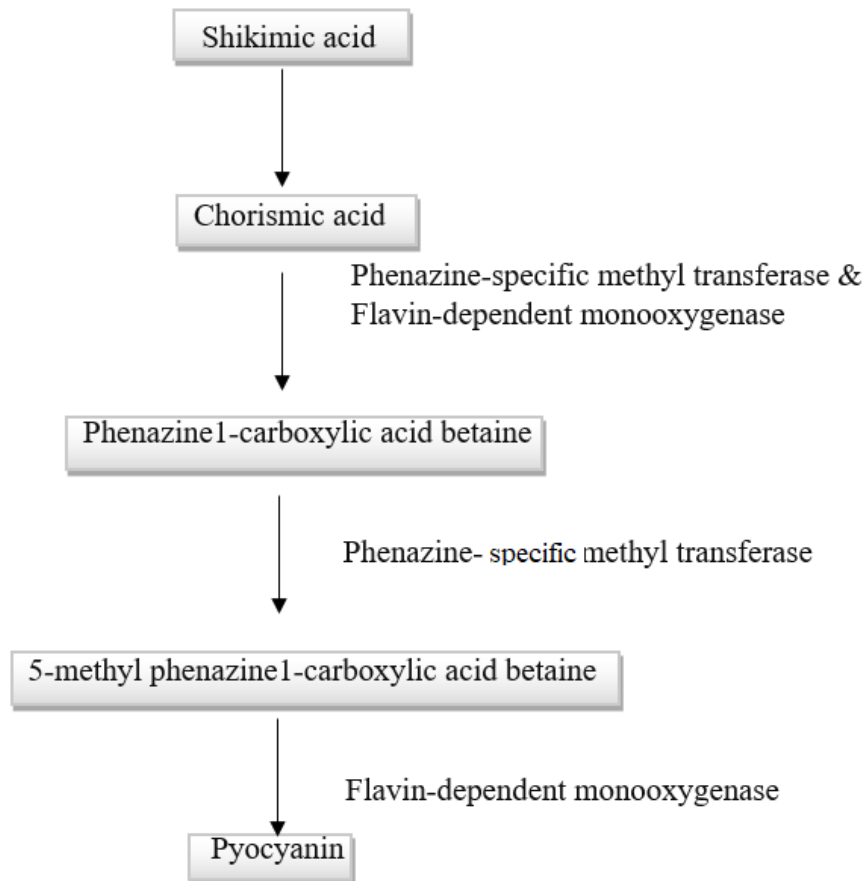 Shikimic acid
Chorismic acid
Phenazine-specific methyl transferase &
Flavin-dependent monooxygenase
Phenazine1-carboxylic acid betaine
Phenazine- specific methyl transferase
5-methyl phenazine1-carboxylic acid betaine
Flavin-dependent monooxygenase
Pyocyanin